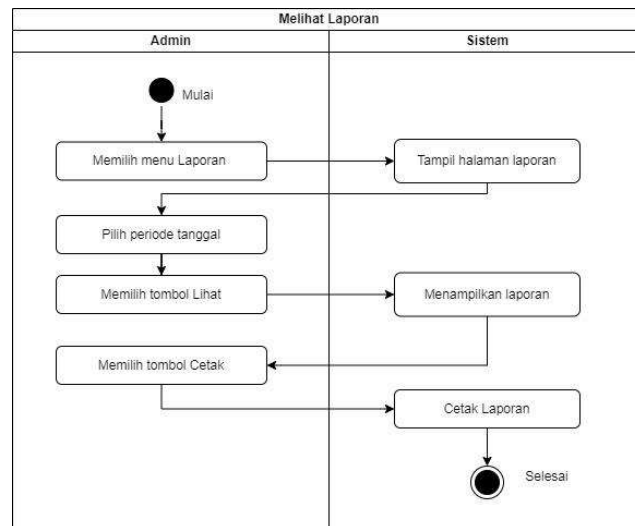 Melihat Laporan
Admin
Sistem
Mulai
Memilih menu Laporan
Tampil halaman laporan
Pilih periode tanggal
Memilih tombol Lihat
Menampilkan laporan
Memilih tombol Cetak
Cetak Laporan
Selesai